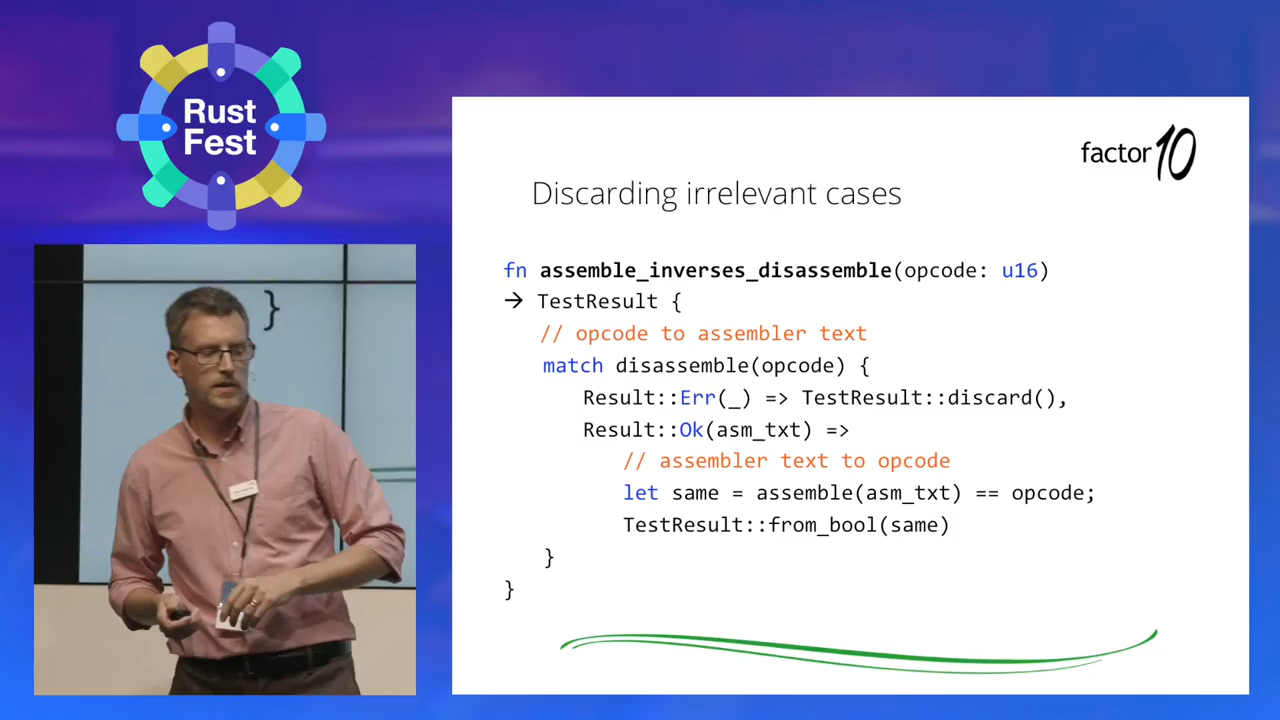 Rust
Fest
}
factor10
Discarding irrelevant cases
fn assemble_inverses_disassemble(opcode: u16)
→ TestResult {
// opcode to assembler text
match disassemble(opcode) {
Result::Err(_) => TestResult::discard(),
Result::Ok(asm_txt) =>
// assembler text to opcode
let same = assemble(asm_txt) == opcode;
TestResult::from_bool(same)
}
}